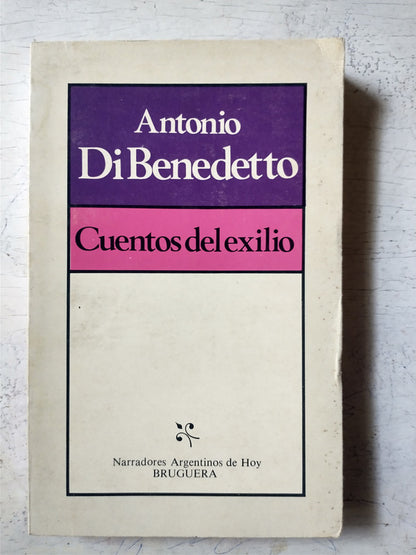 Antonio
Di Benedetto
Cuentos del exilio
Narradores Argentinos de Hoy
BRUGUERA